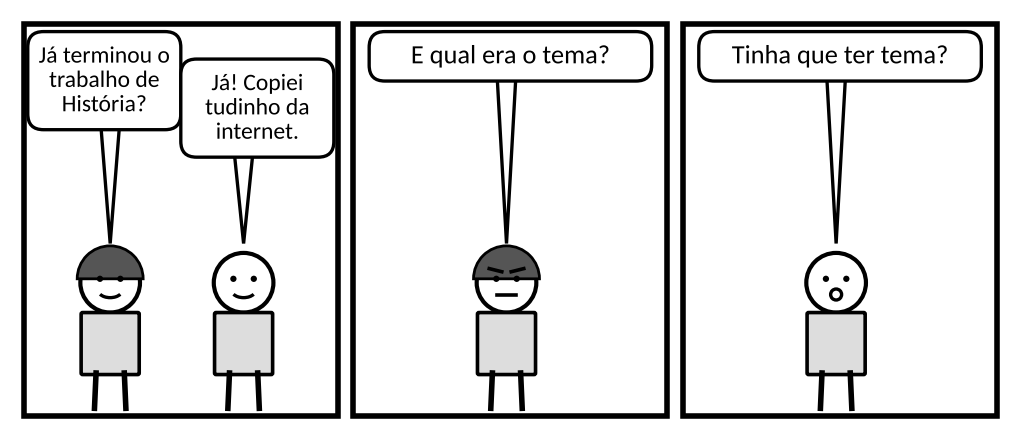 Já terminou o
trabalho de
História?
Já! Copiei
tudinho da
internet.
E qual era o tema?
Tinha que ter tema?